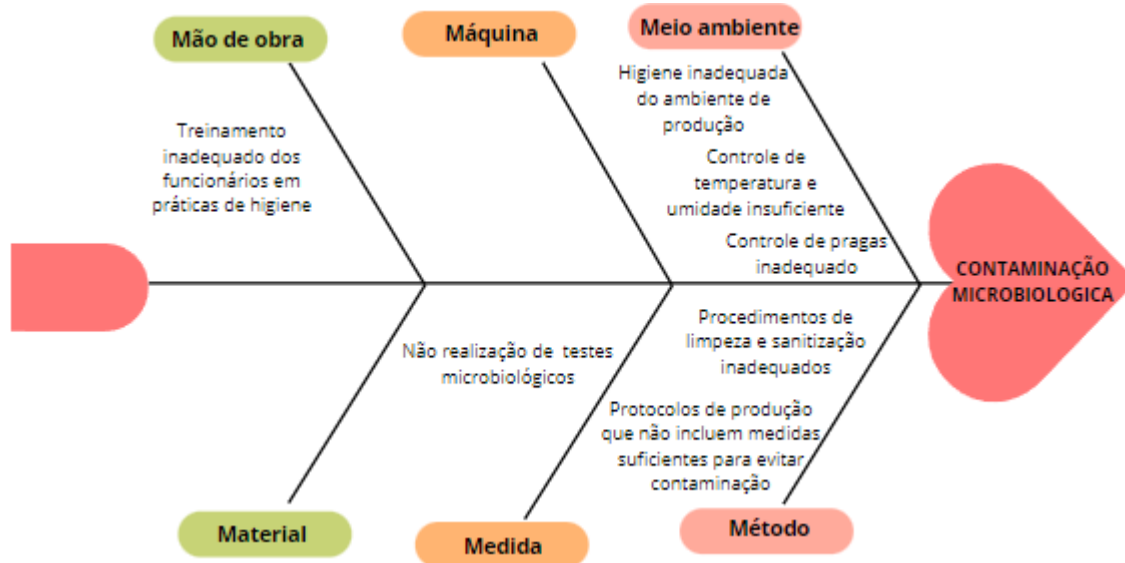 Mão de obra
Máquina
Meio ambiente
Treinamento
inadequado dos
funcionários em
práticas de higiene
Higiene inadequada
do ambiente de
produção
Controle de
temperatura e
umidade insuficiente
Controle de pragas
inadequado
CONTAMINAÇÃO
MICROBIOLOGICA
Não realização de testes
microbiológicos
Procedimentos de
limpeza e sanitização
inadequados
Protocolos de produção
que não incluem medidas
suficientes para evitar
contaminação
Material
Medida
Método